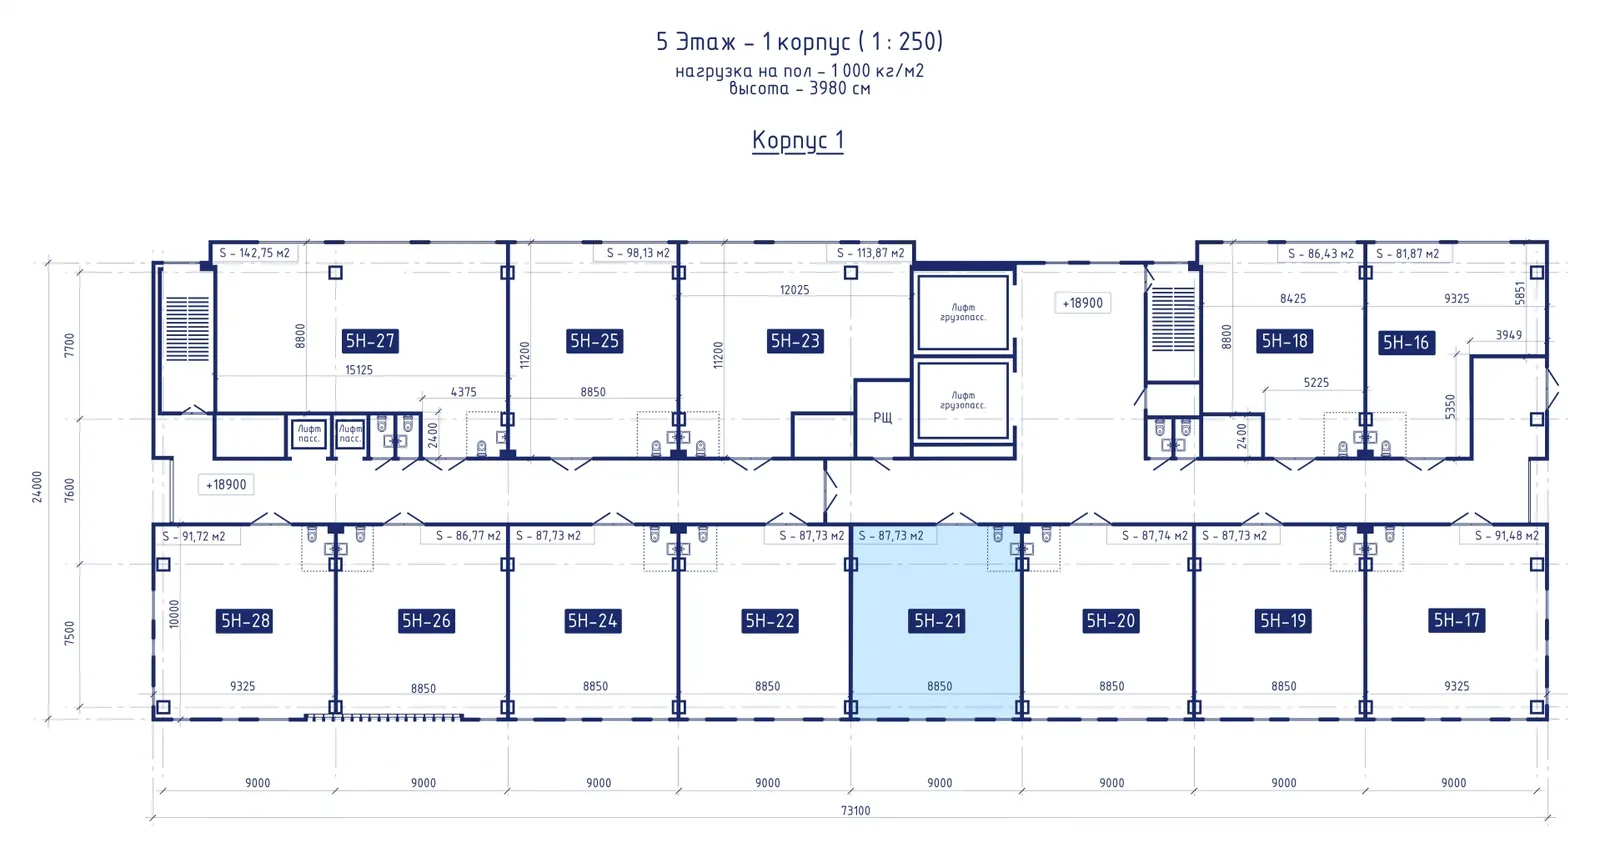 5 Этаж - 1 корпус ( 1 : 250)
нагрузка на пол - 1 000 кг/м2
высота - 3980 см
Корпус 1
S - 142,75 м2
S - 98,13 м2
S - 113,87 м2
S - 86,43 м2
S - 81,87 м2
12025
Лифт
грузопасс.
+18900
8425
9325
5851
7700
8800
5Н-27
11200
5Н-25
11200
5Н-23
8800
5Н-18
5Н-16
3949
15125
4375
8850
Лифт
грузопасс.
5225
5350
Лифт
пасс.
Лифт
пасс.
2400
РЩ
2400
24000
7600
+18900
S - 91,72 м2
S - 86,77 м2
S - 87,73 м2
S - 87,73 м2
S - 87,73 м2
S - 87,74 м2
S - 87,73 м2
S - 91,48 м2
7500
10000
5Н-28
5Н-26
5Н-24
5Н-22
5Н-21
5Н-20
5Н-19
5Н-17
9325
8850
8850
8850
8850
8850
8850
9325
9000
9000
9000
9000
9000
9000
9000
9000
73100